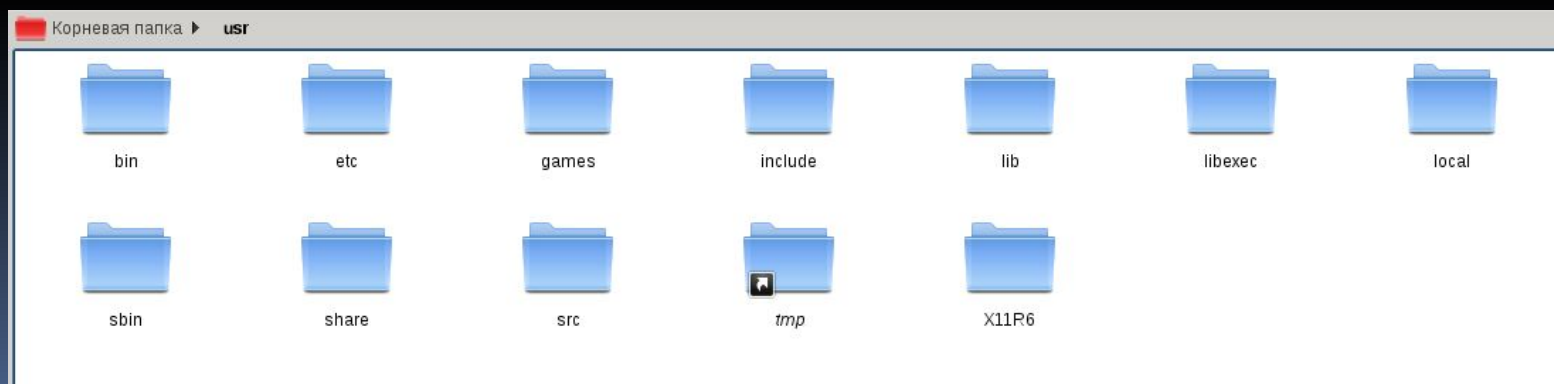 Корневая папка usr
bin etc games include lib libexec local
sbin share src tmp X11R6